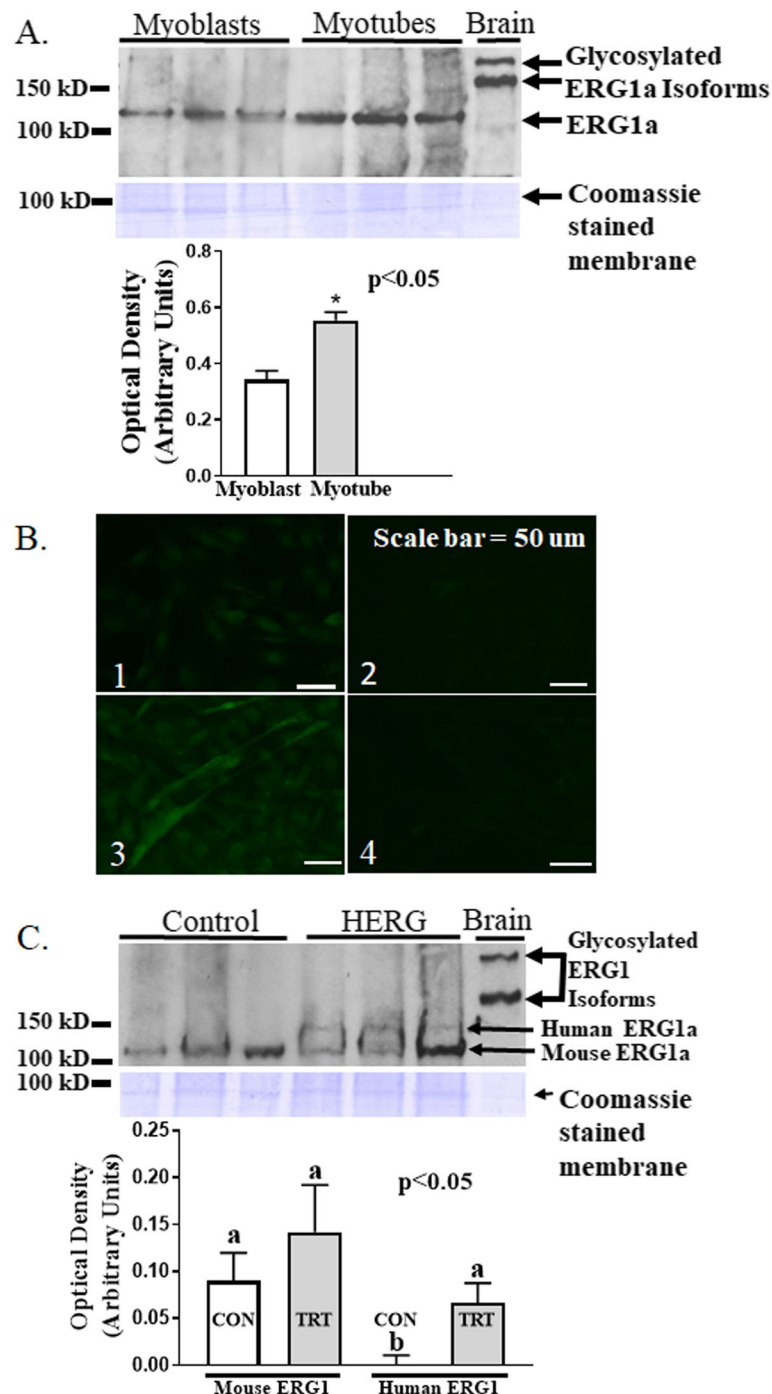 A.
Myoblasts Myotubes Brain
Glycosylated
150 kD
ERG1a Isoforms
100 kD
ERG1a
100 kD
Coomassie
stained
membrane
Optical Density
(Arbitrary Units)
0.8
0.6
0.4
0.2
0.0
p<0.05
*
Myoblast Myotube
B.
Scale bar = 50 um
1
2
3
4
C.
Control HERG Brain
Glycosylated
ERG1
Isoforms
150 kD
Human ERG1a
100 kD
Mouse ERG1a
100 kD
Coomassie
stained
membrane
Optical Density
(Arbitrary Units)
0.25
0.20
0.15
0.10
0.05
0.00
p<0.05
a
a
b
a
CON
TRT
CON
TRT
Mouse ERG1 Human ERG1